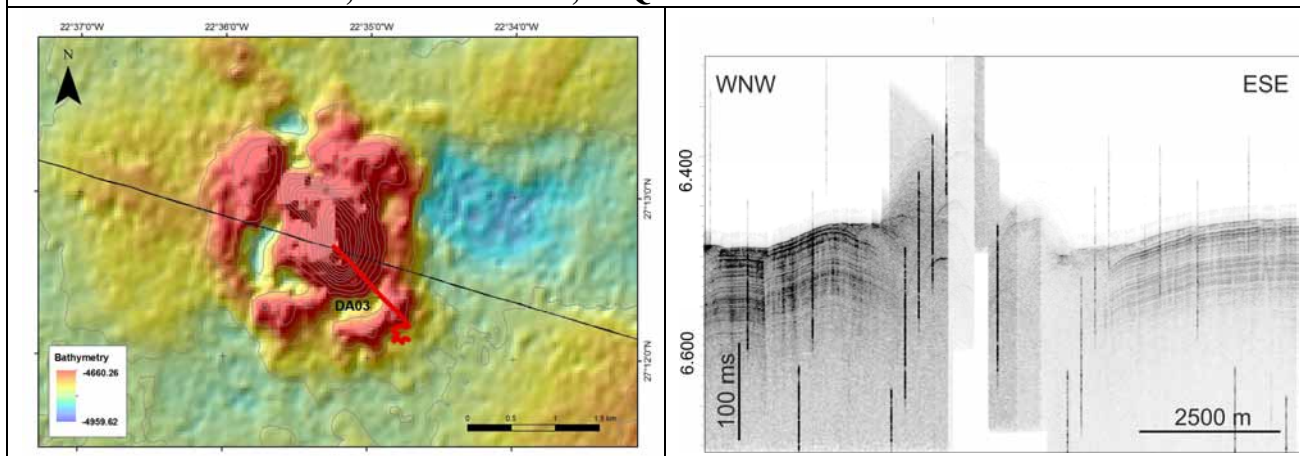 22°37'0"W 22°36'0"W 22°35'0"W 22°34'0"W
N
27°13'0"N
27°12'0"N
DA03
Bathymetry
-4660.26
-4959.62
0 0.5 1 1.5 km
WNW
ESE
6.400
6.600
100 ms
2500 m